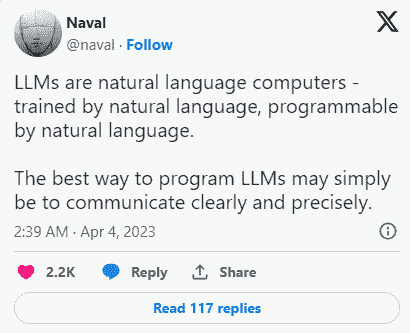 Naval
@naval · Follow
LLMs are natural language computers -
trained by natural language, programmable
by natural language.
The best way to program LLMs may simply
be to communicate clearly and precisely.
2:39 AM · Apr 4, 2023
2.2K Reply Share
Read 117 replies